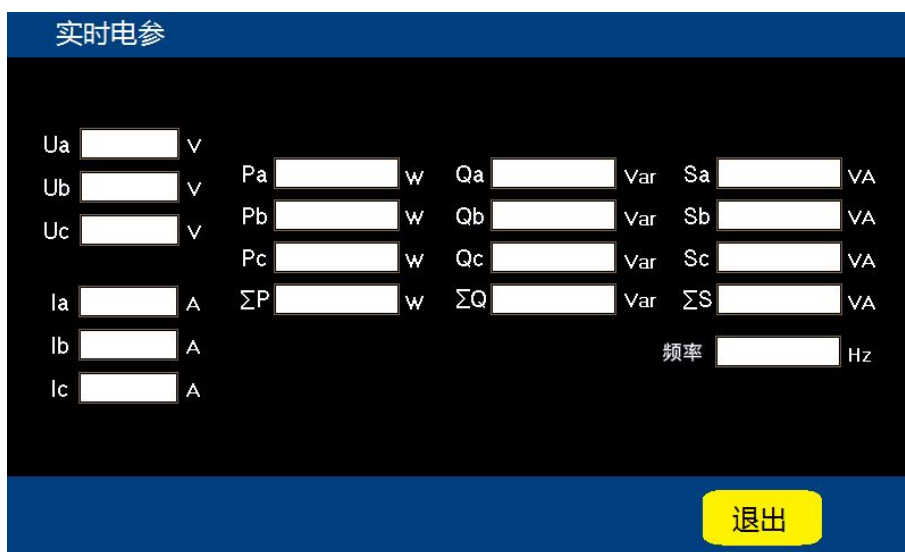 实时电参
Ua V
Ub V
Uc V
Ia A
Ib A
Ic A
Pa W
Pb W
Pc W
ΣP W
Qa Var
Qb Var
Qc Var
ΣQ Var
Sa VA
Sb VA
Sc VA
ΣS VA
频率 Hz
退出